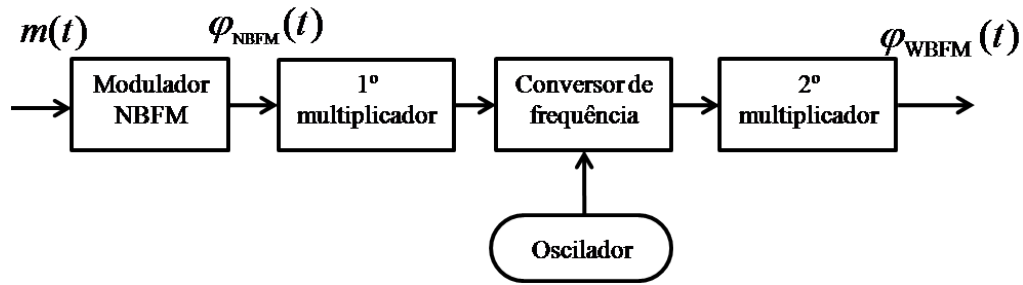 m(t)
φNBFM(t)
φWBFM(t)
Modulador
NBFM
1º
multiplicador
Conversor de
frequência
2º
multiplicador
Oscilador